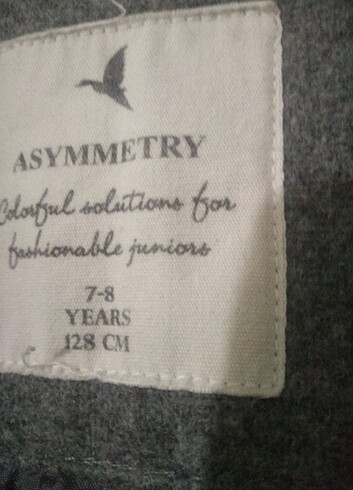 ASYMMETRY
Colorful solutions for
fashionable juniors
7-8
YEARS
128 CM